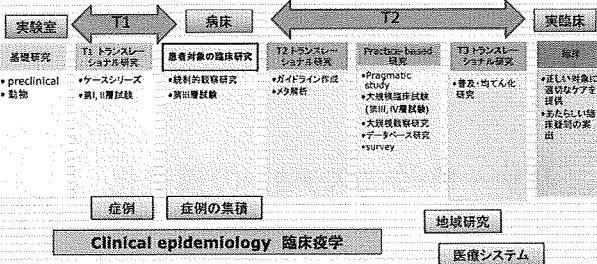 実験室
T1
病床
T2
実臨床
基礎研究
T1 トランスレー
ショナル研究
患者対象の臨床研究
T2 トランスレー
ショナル研究
Practice-based
研究
T3 トランスレー
ショナル研究
臨床
•preclinical
•動物
•ケースシリーズ
•第I, II層試験
•統制的観察研究
•第III層試験
•ガイドライン作成
•メタ解析
•Pragmatic
study
•大規模臨床試験
(第III, IV層試験)
•大規模観察研究
•データベース研究
•survey
•普及・均てん化
研究
•正しい対象に
適切なケアを
提供
•あたらしい臨
床疑問の
出
症例
症例の集積
地域研究
Clinical epidemiology 臨床疫学
医療システム